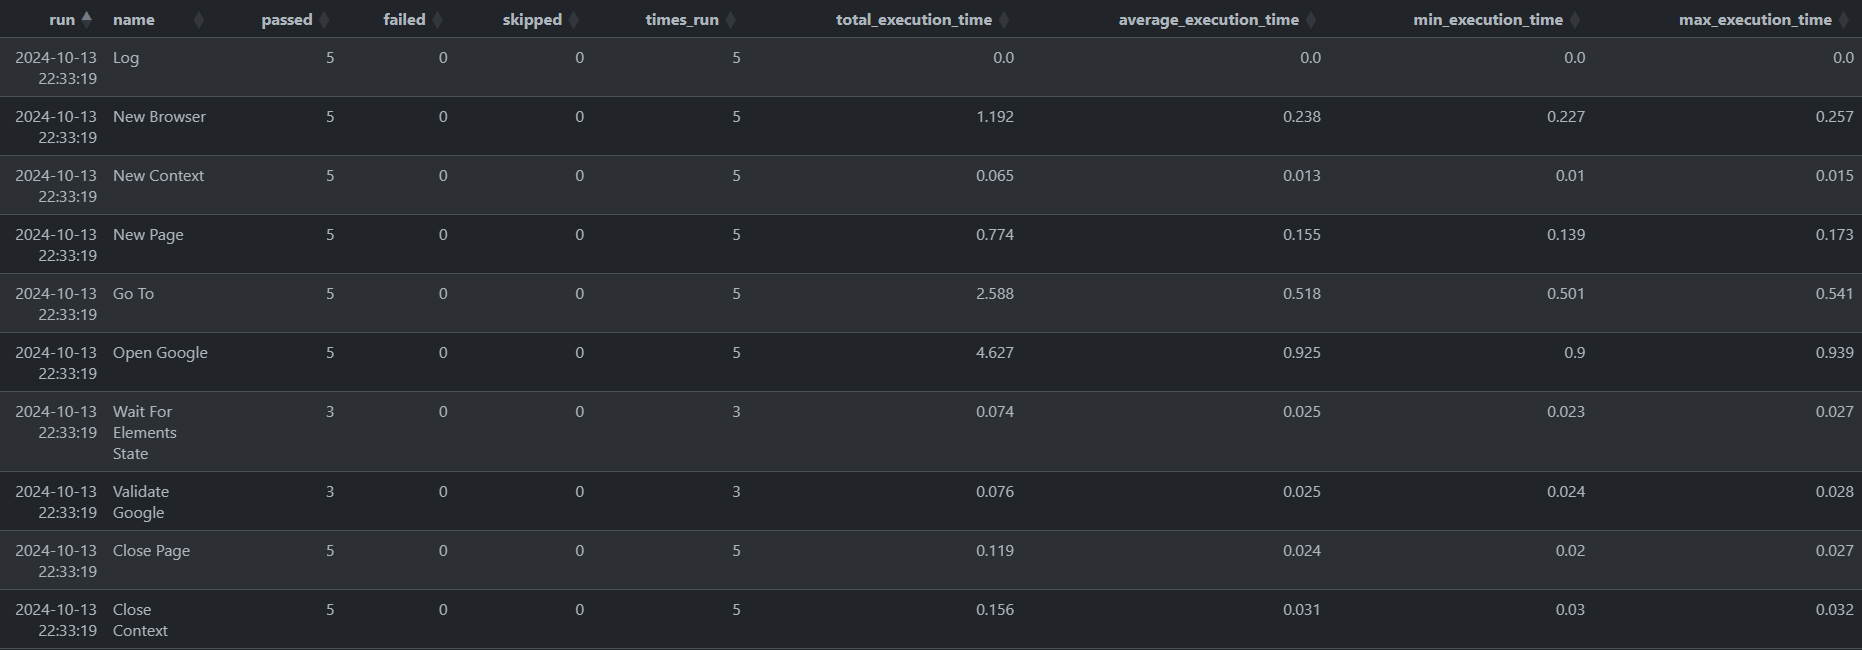 run name passed failed skipped times_run total_execution_time average_execution_time min_execution_time max_execution_time
2024-10-13 Log 5 0 0 5 0.0 0.0 0.0 0.0
22:33:19
2024-10-13 New Browser 5 0 0 5 1.192 0.238 0.227 0.257
22:33:19
2024-10-13 New Context 5 0 0 5 0.065 0.013 0.01 0.015
22:33:19
2024-10-13 New Page 5 0 0 5 0.774 0.155 0.139 0.173
22:33:19
2024-10-13 Go To 5 0 0 5 2.588 0.518 0.501 0.541
22:33:19
2024-10-13 Open Google 5 0 0 5 4.627 0.925 0.9 0.939
22:33:19
2024-10-13 Wait For 3 0 0 3 0.074 0.025 0.023 0.027
22:33:19 Elements
State
2024-10-13 Validate 3 0 0 3 0.076 0.025 0.024 0.028
22:33:19 Google
2024-10-13 Close Page 5 0 0 5 0.119 0.024 0.02 0.027
22:33:19
2024-10-13 Close 5 0 0 5 0.156 0.031 0.03 0.032
22:33:19 Context